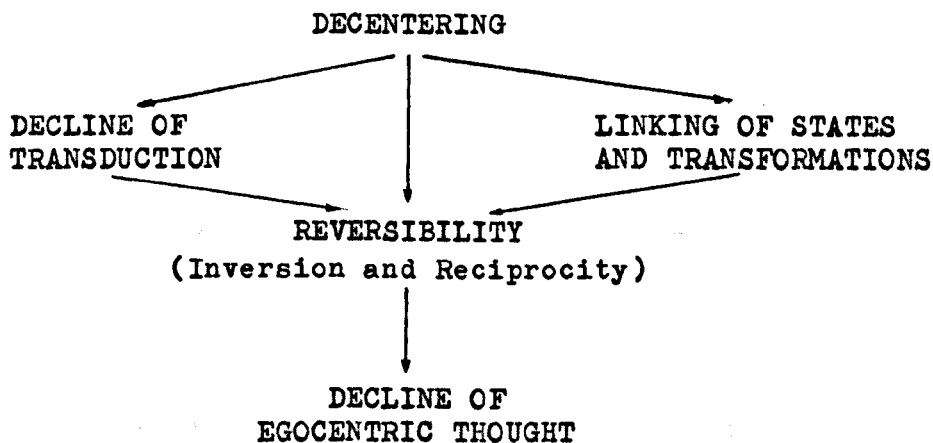 DECENTERING
DECLINE OF
TRANSDUCTION
LINKING OF STATES
AND TRANSFORMATIONS
REVERSIBILITY
(Inversion and Reciprocity)
DECLINE OF
EGOCENTRIC THOUGHT